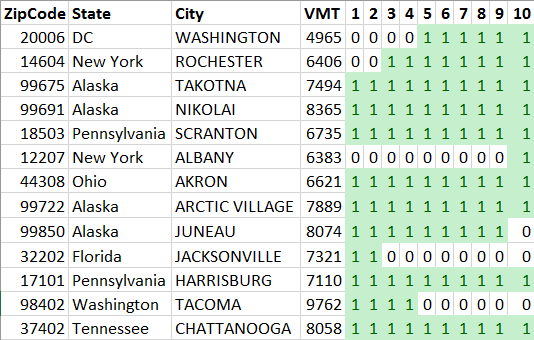 ZipCode State City VMT 1 2 3 4 5 6 7 8 9 10
20006 DC WASHINGTON 4965 0 0 0 0 1 1 1 1 1 1
14604 New York ROCHESTER 6406 0 0 1 1 1 1 1 1 1 1
99675 Alaska TAKOTNA 7494 1 1 1 1 1 1 1 1 1 1
99691 Alaska NIKOLAI 8365 1 1 1 1 1 1 1 1 1 1
18503 Pennsylvania SCRANTON 6735 1 1 1 1 1 1 1 1 1 1
12207 New York ALBANY 6383 0 0 0 0 0 0 0 0 0 1
44308 Ohio AKRON 6621 1 1 1 1 1 1 1 1 1 1
99722 Alaska ARCTIC VILLAGE 7889 1 1 1 1 1 1 1 1 1 1
99850 Alaska JUNEAU 8074 1 1 1 1 1 1 1 1 1 0
32202 Florida JACKSONVILLE 7321 1 1 0 0 0 0 0 0 0 0
17101 Pennsylvania HARRISBURG 7110 1 1 1 1 1 1 1 1 1 1
98402 Washington TACOMA 9762 1 1 1 1 0 0 0 0 0 0
37402 Tennessee CHATTANOOGA 8058 1 1 1 1 1 1 1 1 1 1